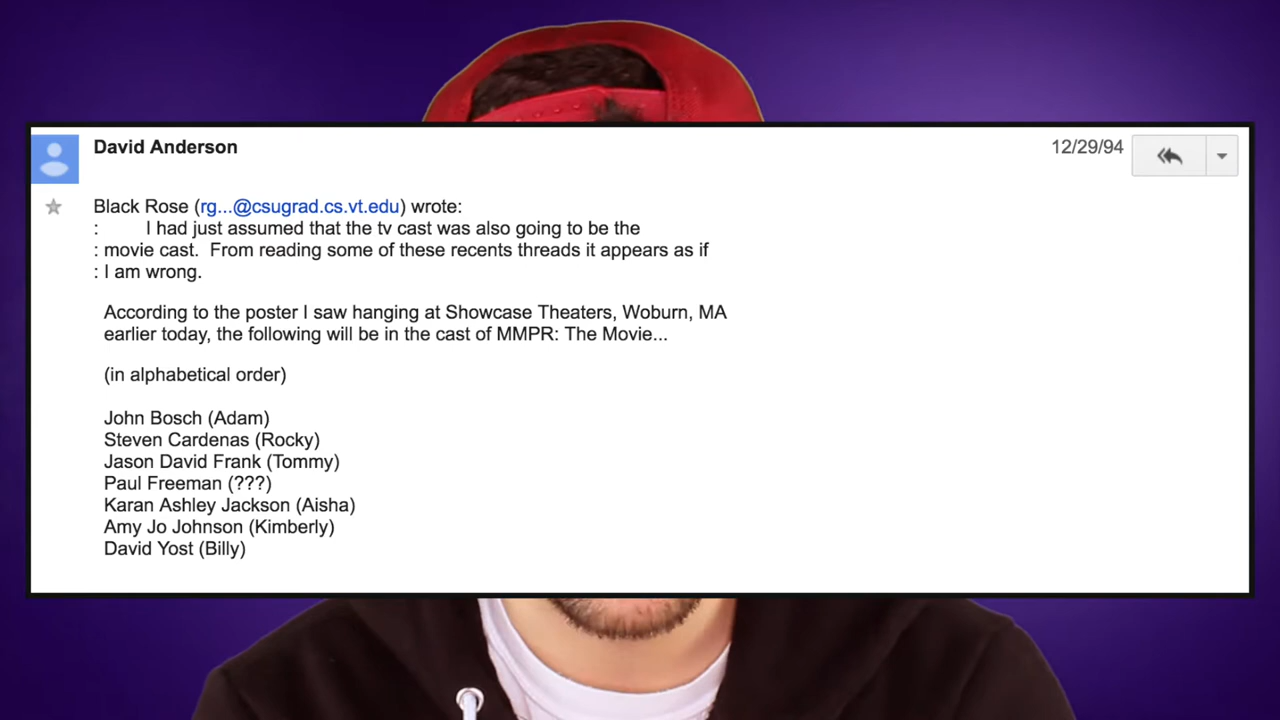 David Anderson
12/29/94
Black Rose (rg...@csugrad.cs.vt.edu) wrote:
: I had just assumed that the tv cast was also going to be the
: movie cast. From reading some of these recents threads it appears as if
: I am wrong.
According to the poster I saw hanging at Showcase Theaters, Woburn, MA
earlier today, the following will be in the cast of MMPR: The Movie...
(in alphabetical order)
John Bosch (Adam)
Steven Cardenas (Rocky)
Jason David Frank (Tommy)
Paul Freeman (???)
Karan Ashley Jackson (Aisha)
Amy Jo Johnson (Kimberly)
David Yost (Billy)